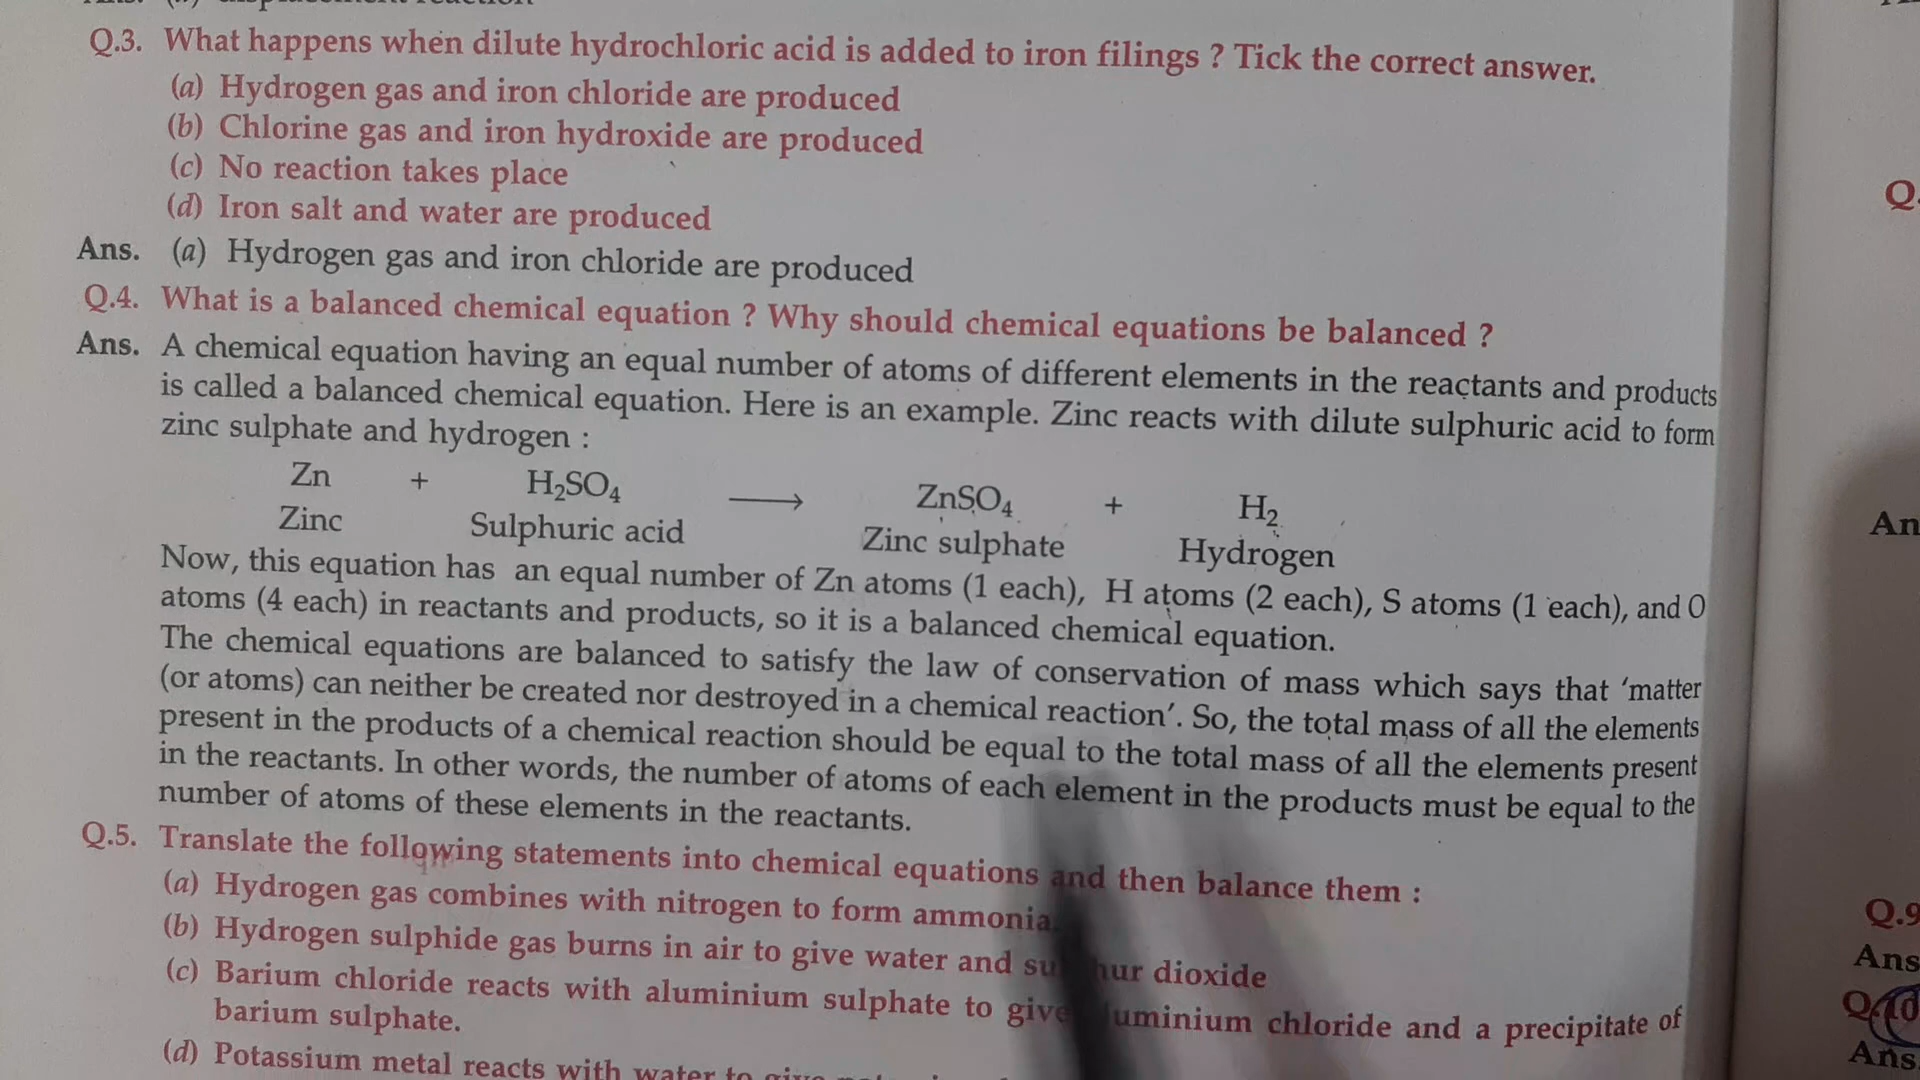 Q.3. What happens when dilute hydrochloric acid is added to iron filings ? Tick the correct answer.
(a) Hydrogen gas and iron chloride are produced
(b) Chlorine gas and iron hydroxide are produced
(c) No reaction takes place
(d) Iron salt and water are produced
Ans. (a) Hydrogen gas and iron chloride are produced
Q.4. What is a balanced chemical equation ? Why should chemical equations be balanced ?
Ans. A chemical equation having an equal number of atoms of different elements in the reactants and products
is called a balanced chemical equation. Here is an example. Zinc reacts with dilute sulphuric acid to form
zinc sulphate and hydrogen :
Zn + H₂SO₄ ⟶ ZnSO₄ + H₂
Zinc Sulphuric acid Zinc sulphate Hydrogen
Now, this equation has an equal number of Zn atoms (1 each), H atoms (2 each), S atoms (1 each), and O
atoms (4 each) in reactants and products, so it is a balanced chemical equation.
The chemical equations are balanced to satisfy the law of conservation of mass which says that ‘matter
(or atoms) can neither be created nor destroyed in a chemical reaction’. So, the total mass of all the elements
present in the products of a chemical reaction should be equal to the total mass of all the elements present
in the reactants. In other words, the number of atoms of each element in the products must be equal to the
number of atoms of these elements in the reactants.
Q.5. Translate the following statements into chemical equations and then balance them :
(a) Hydrogen gas combines with nitrogen to form ammonia.
(b) Hydrogen sulphide gas burns in air to give water and dioxide
(c) Barium chloride reacts with aluminium sulphate to give chloride and a precipitate of
barium sulphate.
(d) Potassium metal reacts with water to give
Q.
An
Q.9
Ans
Q.10
Ans